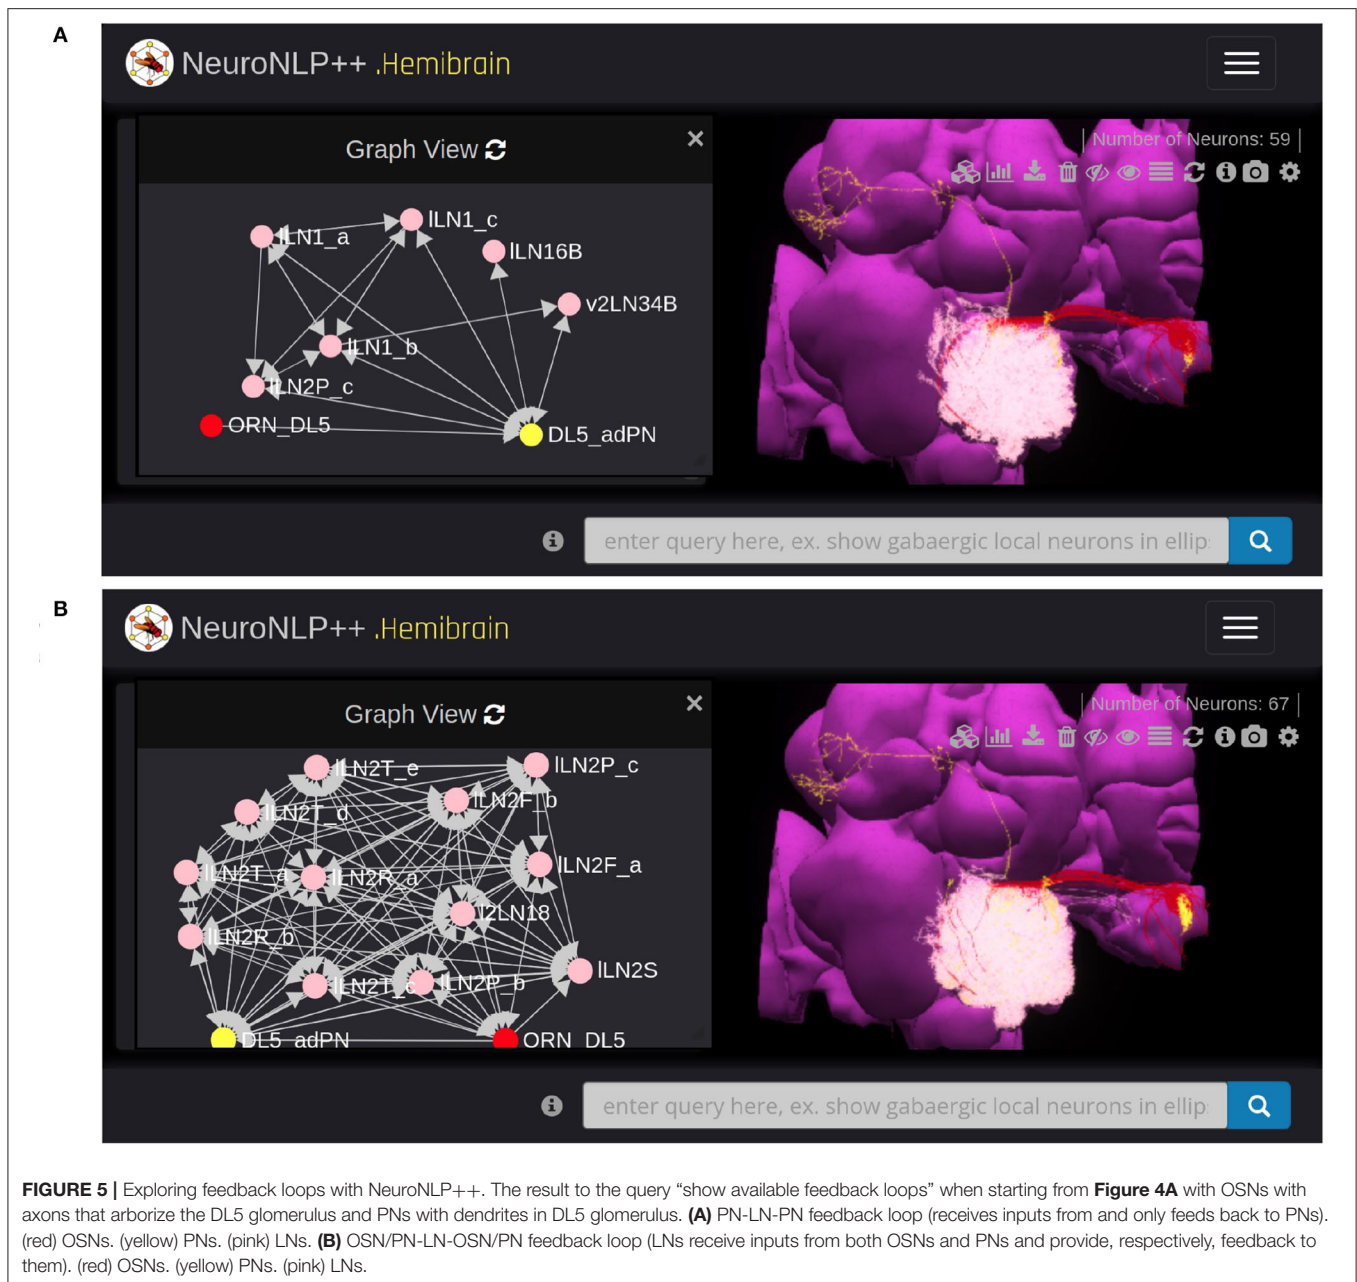 A
NeuroNLP++ .Hemibrain
Graph View
×
Number of Neurons: 59
lLN1_a
lLN1_c
lLN16B
v2LN34B
lLN1_b
lLN2P_c
ORN_DL5
DL5_adPN
enter query here, ex. show gabaergic local neurons in ellip
B
NeuroNLP++ .Hemibrain
Graph View
×
Number of Neurons: 67
lLN2T_e
lLN2P_c
lLN2F_b
lLN2T_d
lLN2F_a
lLN2T_a
lLN2R_a
l2LN18
lLN2R_b
lLN2S
lLN2T_c
lLN2P_b
DL5_adPN
ORN_DL5
enter query here, ex. show gabaergic local neurons in ellip
FIGURE 5 | Exploring feedback loops with NeuroNLP++. The result to the query “show available feedback loops” when starting from Figure 4A with OSNs with
axons that arborize the DL5 glomerulus and PNs with dendrites in DL5 glomerulus. (A) PN-LN-PN feedback loop (receives inputs from and only feeds back to PNs).
(red) OSNs. (yellow) PNs. (pink) LNs. (B) OSN/PN-LN-OSN/PN feedback loop (LNs receive inputs from both OSNs and PNs and provide, respectively, feedback to
them). (red) OSNs. (yellow) PNs. (pink) LNs.